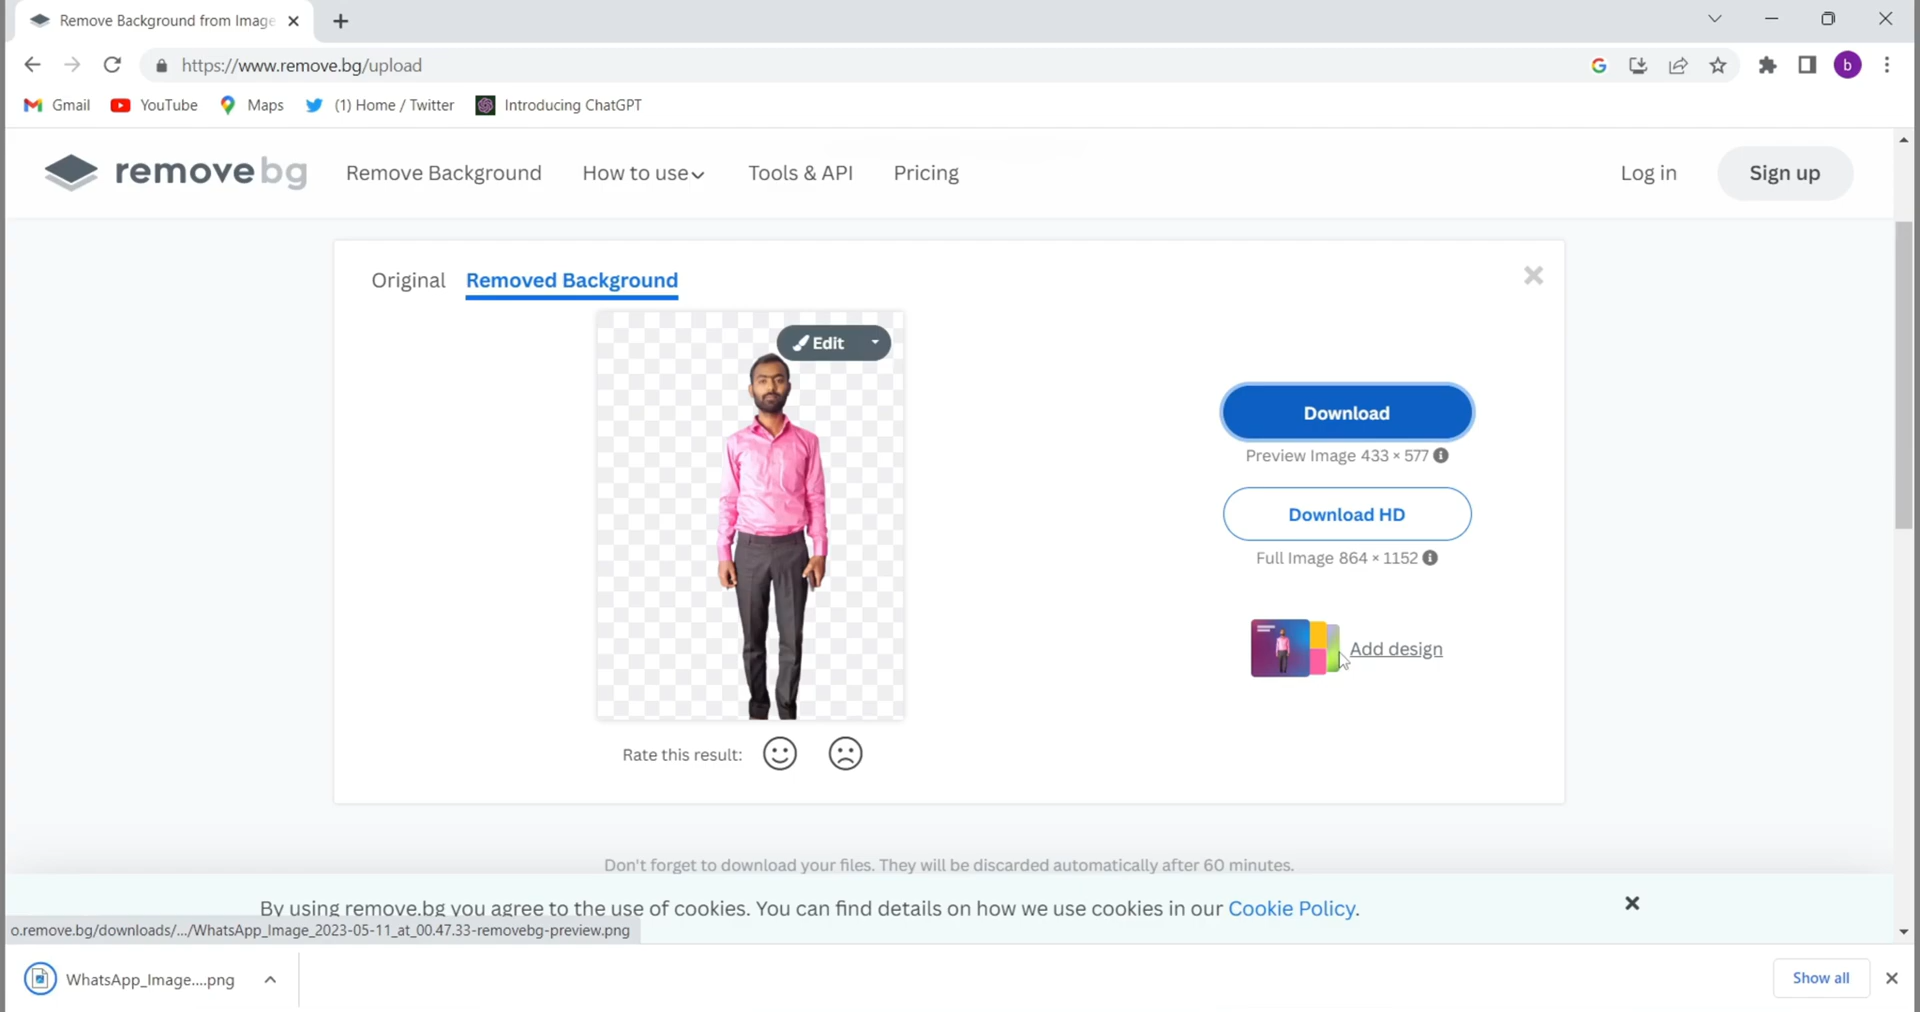 Remove Background from Image
https://www.remove.bg/upload
b
Gmail
YouTube
Maps
(1) Home / Twitter
Introducing ChatGPT
removebg
Remove Background
How to use
Tools & API
Pricing
Log in
Sign up
Original
Removed Background
Edit
Download
Preview Image 433 × 577
Download HD
Full Image 864 × 1152
Add design
Rate this result:
Don't forget to download your files. They will be discarded automatically after 60 minutes.
By using remove.bg you agree to the use of cookies. You can find details on how we use cookies in our Cookie Policy.
o.remove.bg/downloads/.../WhatsApp_Image_2023-05-11_at_00.47.33-removebg-preview.png
WhatsApp_Image....png
Show all